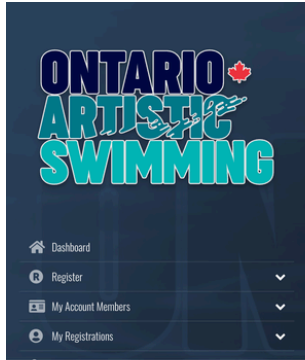 ONTARIO
ARTISTIC
SWIMMING
Dashboard
R Register
My Account Members
My Registrations